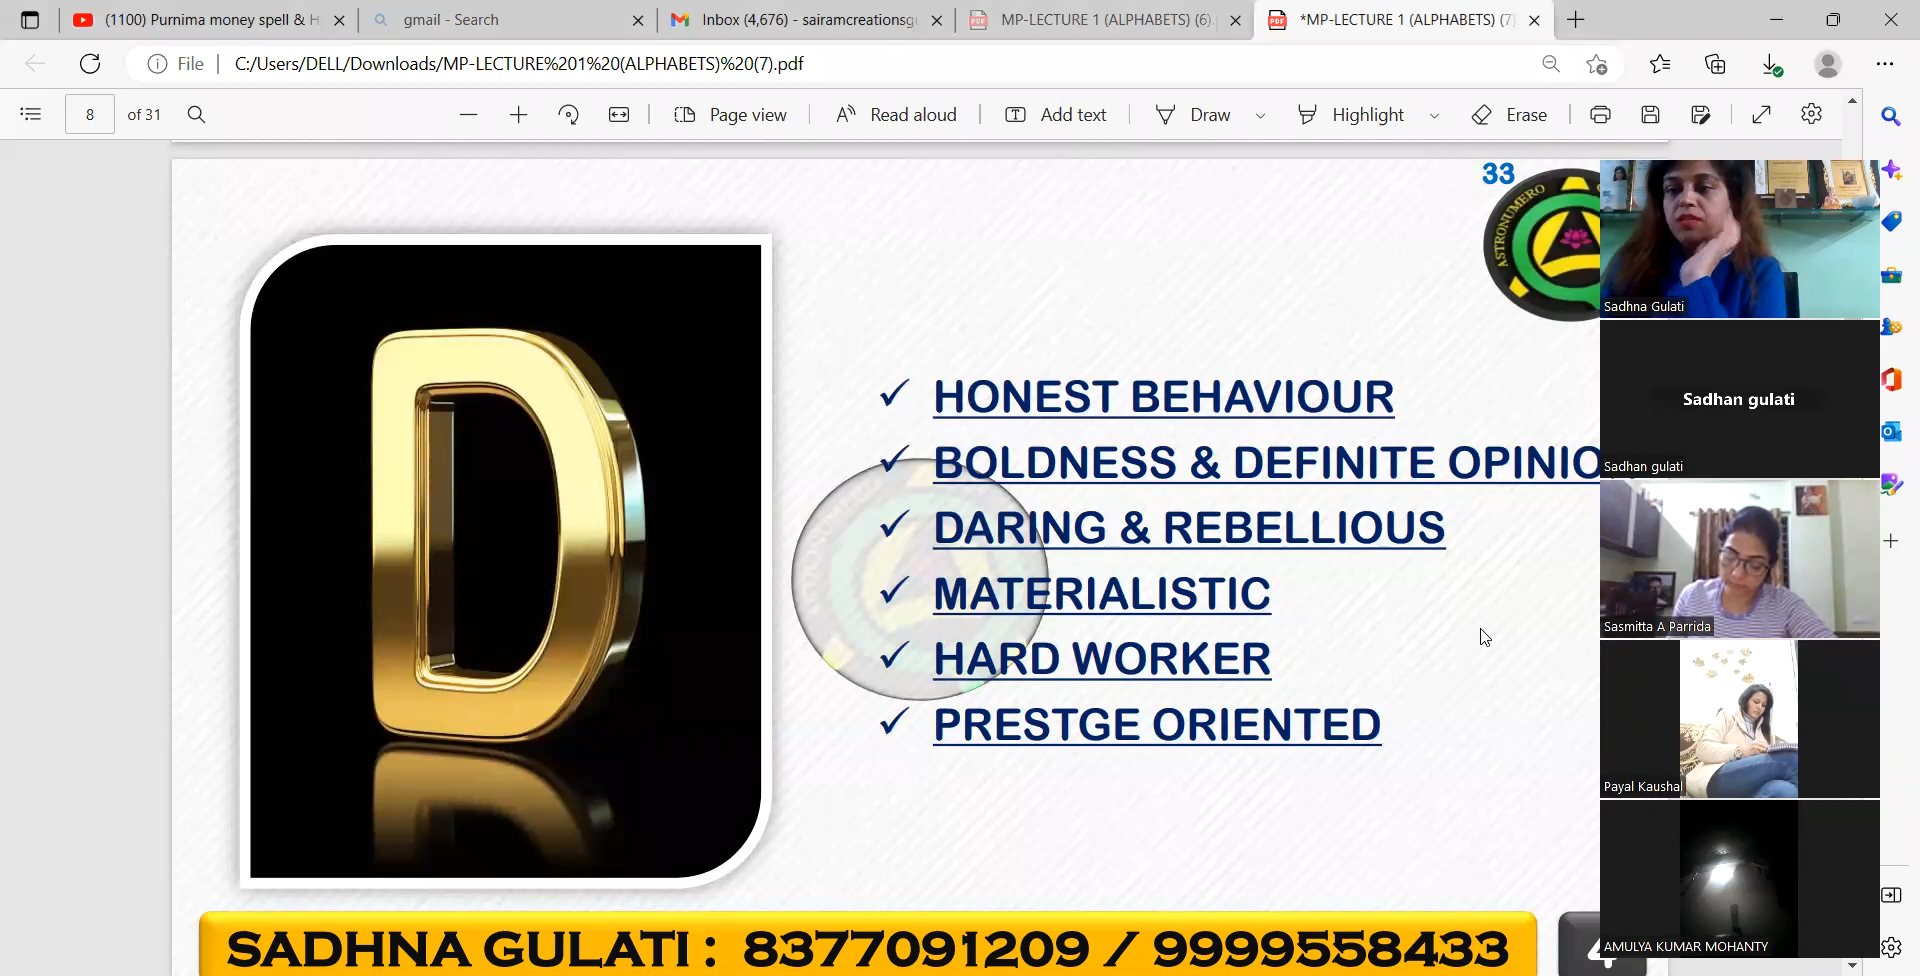 (1100) Purnima money spell & H
gmail - Search
Inbox (4,676) - sairamcreationsgu
MP-LECTURE 1 (ALPHABETS) (6).
*MP-LECTURE 1 (ALPHABETS) (7)
File
C:/Users/DELL/Downloads/MP-LECTURE%201%20(ALPHABETS)%20(7).pdf
8 of 31
Page view
Read aloud
Add text
Draw
Highlight
Erase
33
ASTRONUMERO
D
✓ HONEST BEHAVIOUR
✓ BOLDNESS & DEFINITE OPINIO
✓ DARING & REBELLIOUS
✓ MATERIALISTIC
✓ HARD WORKER
✓ PRESTGE ORIENTED
SADHNA GULATI : 8377091209 / 9999558433
4
Sadhna Gulati
Sadhan gulati
Sadhan gulati
Sasmitta A Parrida
Payal Kaushal
AMULYA KUMAR MOHANTY